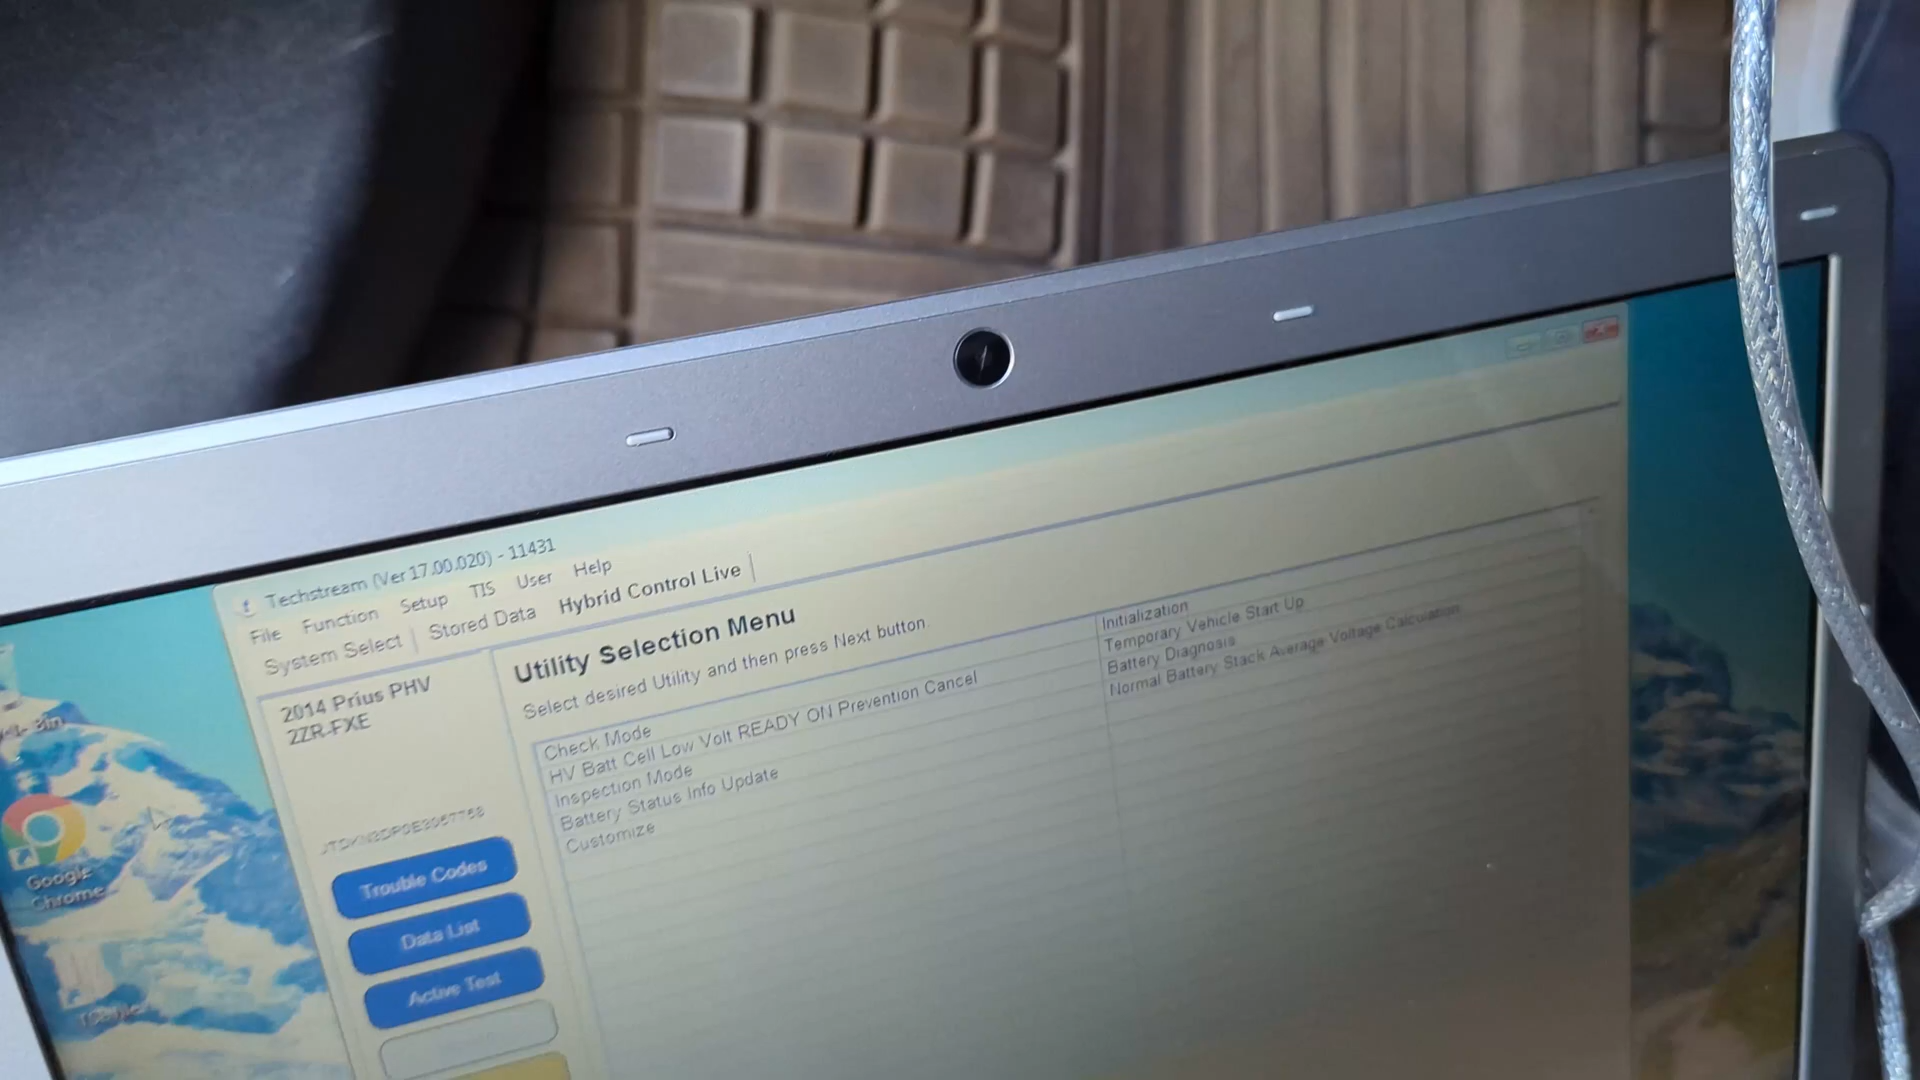 Techstream (Ver 17.00.020) - 11431
File Function Setup TIS User Help
System Select Stored Data Hybrid Control Live
2014 Prius PHV
2ZR-FXE
Trouble Codes
Data List
Active Test
Utility Selection Menu
Select desired Utility and then press Next button.
Check Mode
HV Batt Cell Low Volt READY ON Prevention Cancel
Inspection Mode
Battery Status Info Update
Customize
Initialization
Temporary Vehicle Start Up
Battery Diagnosis
Normal Battery Stack Average Voltage Calculation
Google
Chrome